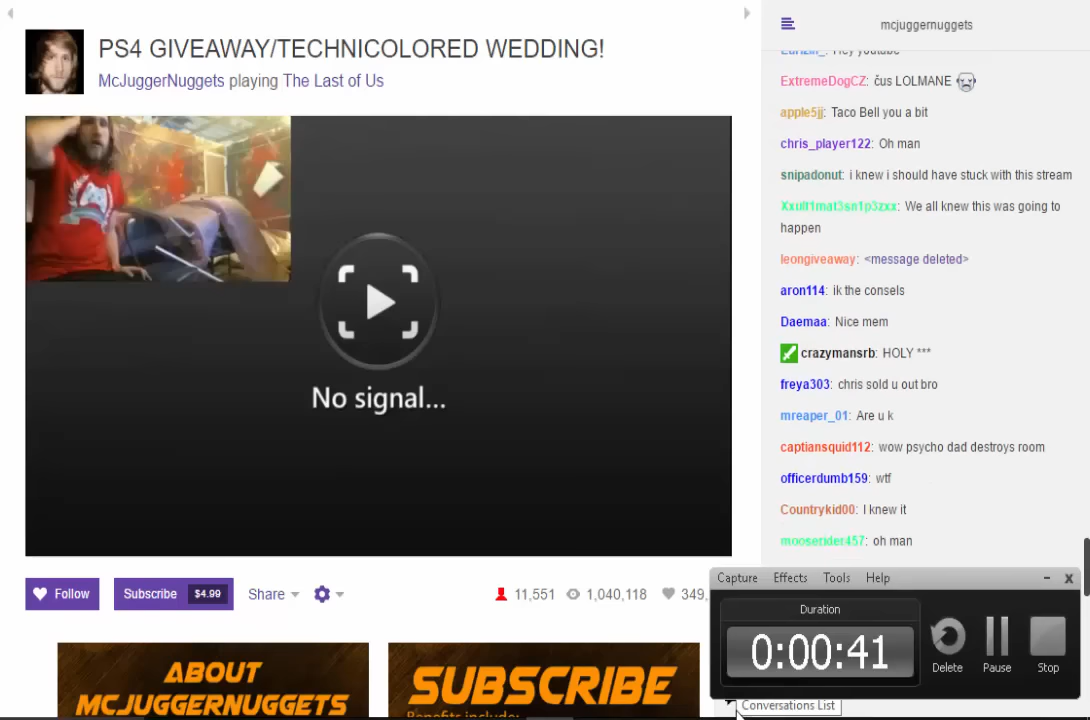 PS4 GIVEAWAY/TECHNICOLORED WEDDING!
McJuggerNuggets playing The Last of Us
No signal...
Follow
Subscribe $4.99
Share
11,551
1,040,118
349,
ABOUT
MCJUGGERNUGGETS
SUBSCRIBE
Benefits include:
mcjuggernuggets
Hey youtube
ExtremeDogCZ: čus LOLMANE
apple5jj: Taco Bell you a bit
chris_player122: Oh man
snipadonut: i knew i should have stuck with this stream
Xxult1mat3sn1p3zxx: We all knew this was going to
happen
leongiveaway: <message deleted>
aron114: ik the consels
Daemaa: Nice mem
crazymansrb: HOLY ***
freya303: chris sold u out bro
mreaper_01: Are u k
captiansquid112: wow psycho dad destroys room
officerdumb159: wtf
Countrykid00: I knew it
mooserider457: oh man
Capture Effects Tools Help
Duration
0:00:41
Delete
Pause
Stop
Conversations List